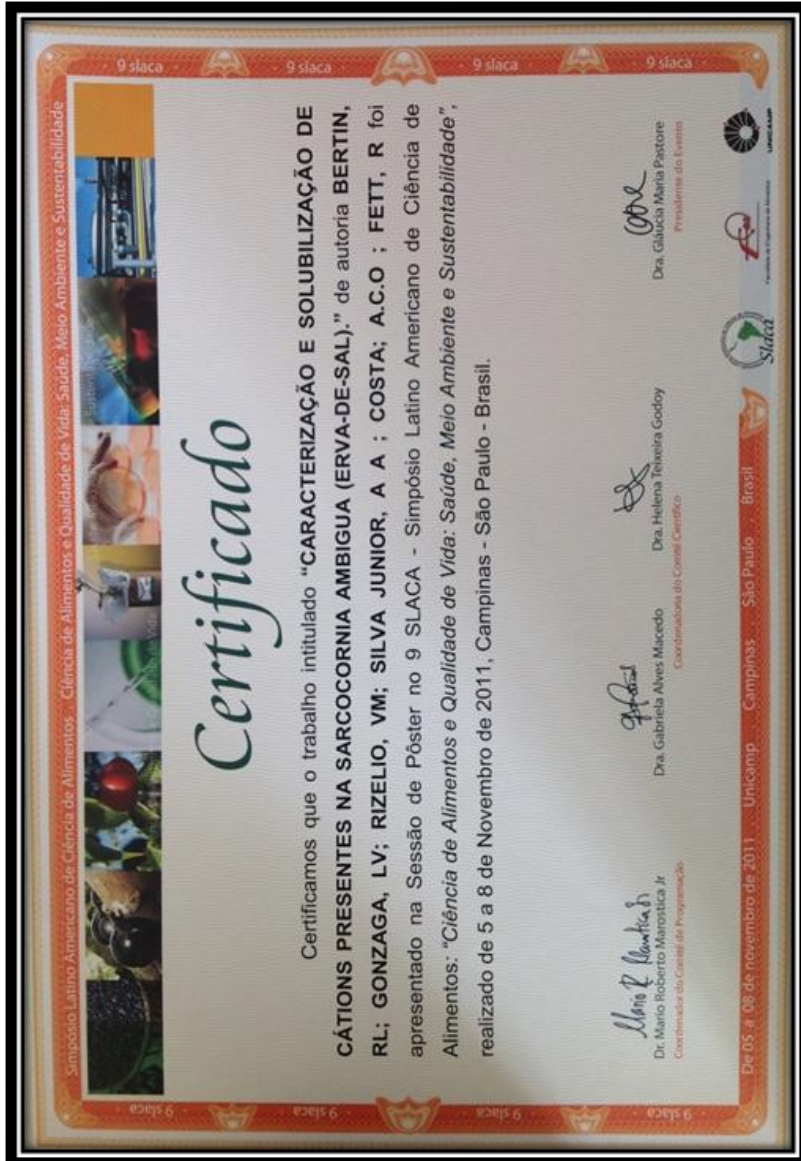 Simpósio Latino Americano de Ciência de Alimentos . Ciência de Alimentos e Qualidade de Vida: Saúde, Meio Ambiente e Sustentabilidade
9 slaca
9 slaca
9 slaca
9 slaca
9 slaca
9 slaca
9 slaca
Certificado
Certificamos que o trabalho intitulado "CARACTERIZAÇÃO E SOLUBILIZAÇÃO DE
CÁTIONS PRESENTES NA SARCOCORNIA AMBIGUA (ERVA-DE-SAL)." de autoria BERTIN,
RL; GONZAGA, LV; RIZELIO, VM; SILVA JUNIOR, A A ; COSTA; A.C.O ; FETT, R foi
apresentado na Sessão de Pôster no 9 SLACA - Simpósio Latino Americano de Ciência de
Alimentos: "Ciência de Alimentos e Qualidade de Vida: Saúde, Meio Ambiente e Sustentabilidade",
realizado de 5 a 8 de Novembro de 2011, Campinas - São Paulo - Brasil.
Dr. Mario Roberto Marostica Jr
Coordenador do Comitê de Programação
Dra. Gabriela Alves Macedo
Dra. Helena Teixeira Godoy
Coordenadoria do Comitê Científico
Dra. Gláucia Maria Pastore
Presidente do Evento
De 05 a 08 de novembro de 2011 . Unicamp . Campinas . São Paulo . Brasil
Slaca
Faculdade de Engenharia de Alimentos
UNICAMP